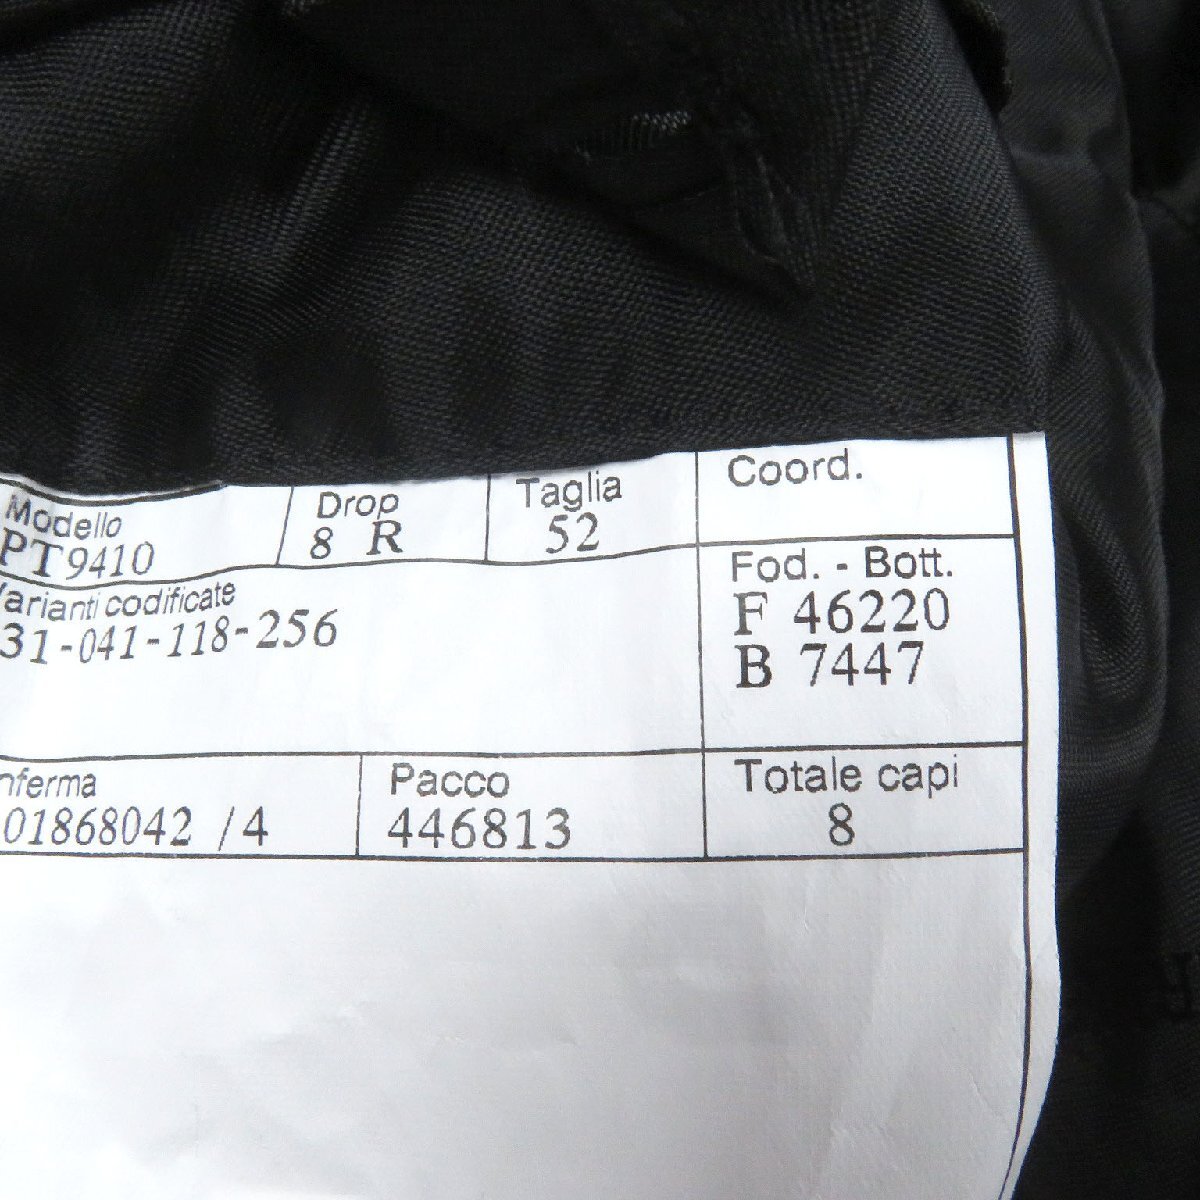 Modello Drop Taglia Coord.
PT9410 8 R 52
Varianti codificate Fod. - Bott.
31-041-118-256 F 46220
B 7447
nferma Pacco Totale capi
01868042 /4 446813 8